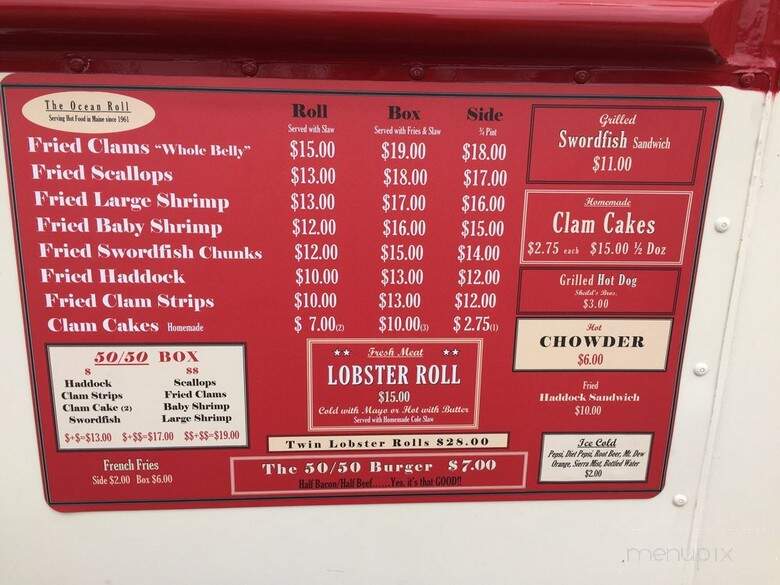 The Ocean Roll
Serving Hot Food in Maine since 1961
Roll Box Side
Served with Slaw Served with Fries & Slaw ¾ Pint
Fried Clams "Whole Belly" $15.00 $19.00 $18.00
Fried Scallops $13.00 $18.00 $17.00
Fried Large Shrimp $13.00 $17.00 $16.00
Fried Baby Shrimp $12.00 $16.00 $15.00
Fried Swordfish Chunks $12.00 $15.00 $14.00
Fried Haddock $10.00 $13.00 $12.00
Fried Clam Strips $10.00 $13.00 $12.00
Clam Cakes Homemade $ 7.00(2) $10.00(3) $ 2.75(1)
50/50 BOX
$ $$
Haddock Scallops
Clam Strips Fried Clams
Clam Cake (2) Baby Shrimp
Swordfish Large Shrimp
$+$=$13.00 $+$$=$17.00 $$+$$=$19.00
French Fries
Side $2.00 Box $6.00
Fresh Meat
LOBSTER ROLL
$15.00
Cold with Mayo or Hot with Butter
Served with Homemade Cole Slaw
Twin Lobster Rolls $28.00
The 50/50 Burger $7.00
Half Bacon/Half Beef......Yes, it's that GOOD!!
Grilled
Swordfish Sandwich
$11.00
Homemade
Clam Cakes
$2.75 each $15.00 ½ Doz
Grilled Hot Dog
Shields Bros.
$3.00
Hot
CHOWDER
$6.00
Fried
Haddock Sandwich
$10.00
Ice Cold
Pepsi, Diet Pepsi, Root Beer, Mt. Dew
Orange, Sierra Mist, Bottled Water
$2.00
menupix